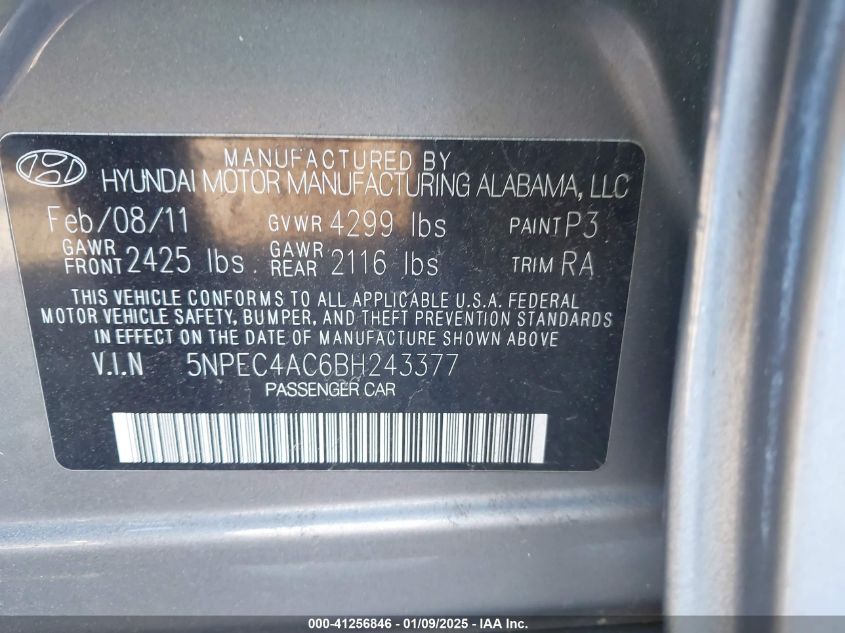 MANUFACTURED BY
HYUNDAI MOTOR MANUFACTURING ALABAMA, LLC
Feb/08/11 GVWR 4299 lbs PAINT P3
GAWR FRONT 2425 lbs. GAWR REAR 2116 lbs TRIM RA
THIS VEHICLE CONFORMS TO ALL APPLICABLE U.S.A. FEDERAL
MOTOR VEHICLE SAFETY, BUMPER, AND THEFT PREVENTION STANDARDS
IN EFFECT ON THE DATE OF MANUFACTURE SHOWN ABOVE
V.I.N 5NPEC4AC6BH243377
PASSENGER CAR
000-41256846 - 01/09/2025 - IAA Inc.